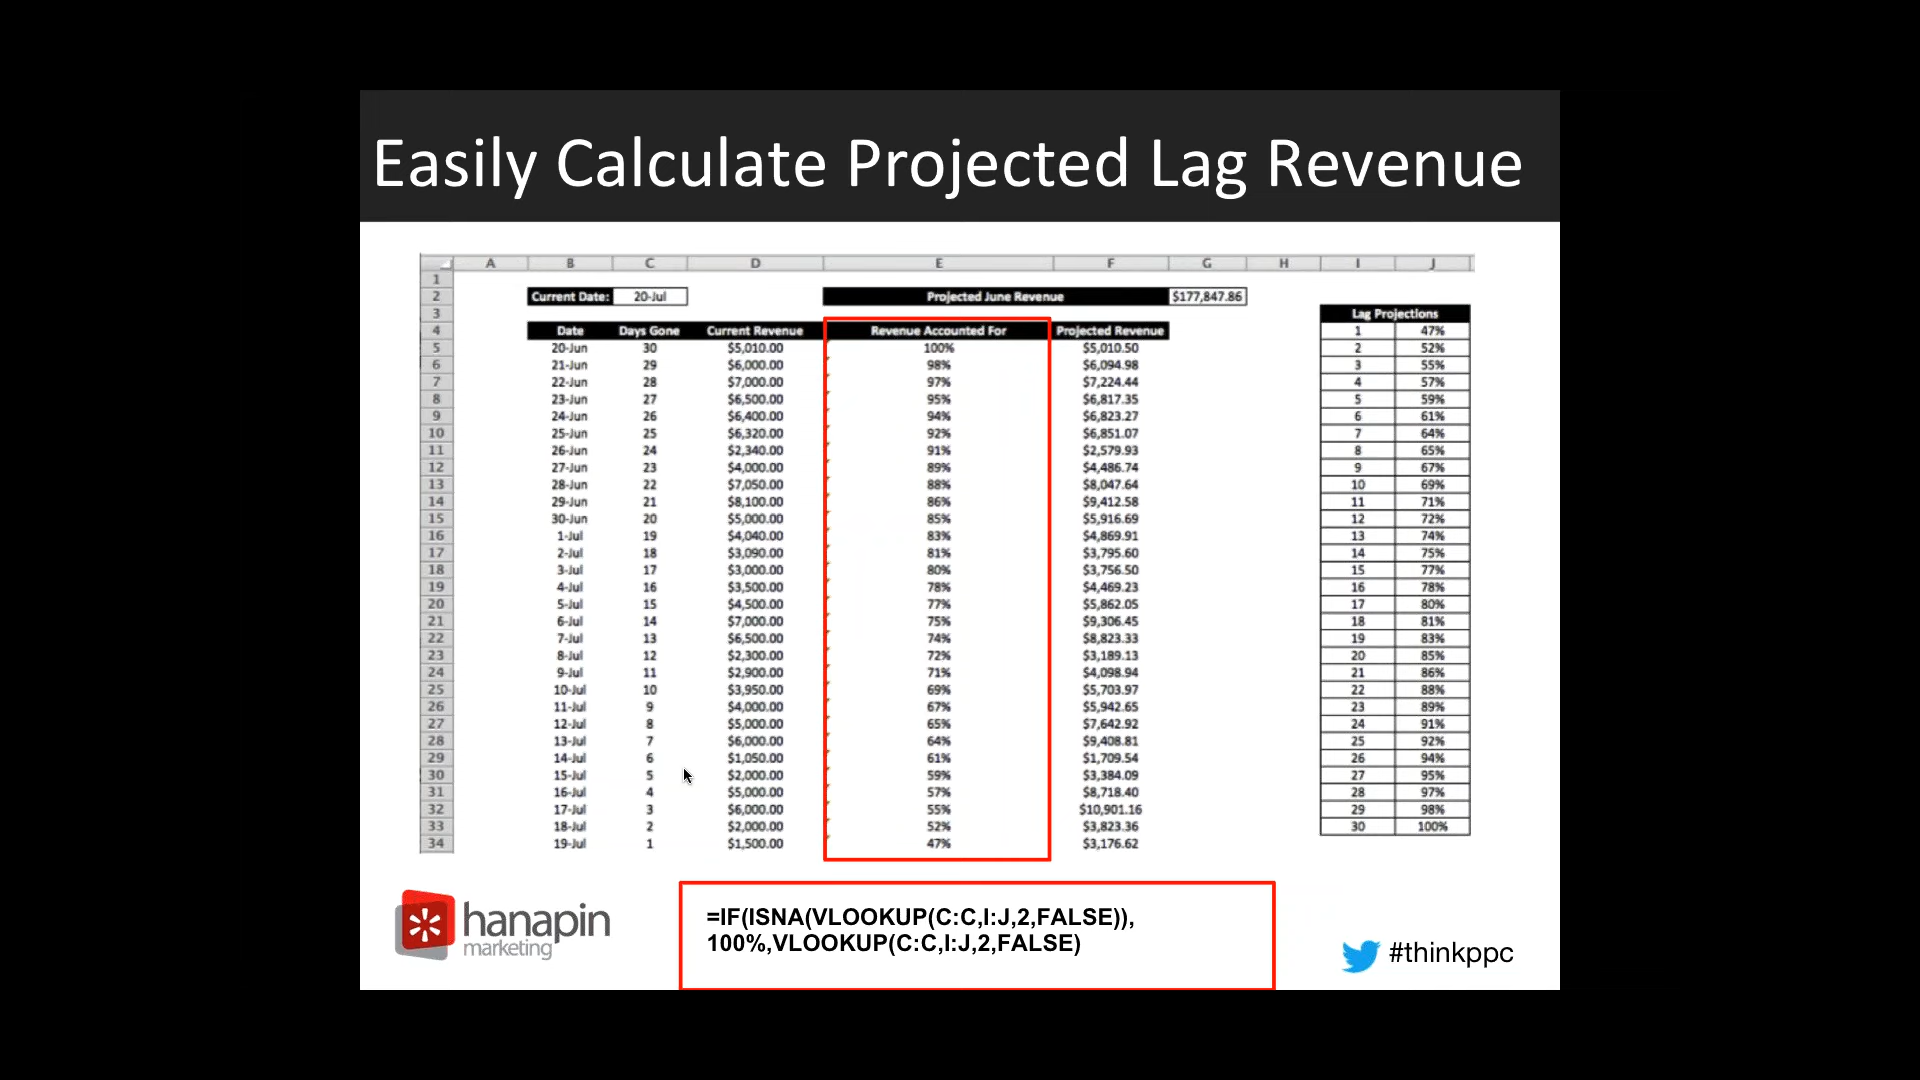 Easily Calculate Projected Lag Revenue
A B C D E F G H I J
1
2 Current Date: 20-Jul Projected June Revenue $177,847.86
3 Lag Projections
4 Date Days Gone Current Revenue Revenue Accounted For Projected Revenue 1 47%
5 20-Jun 30 $5,010.00 100% $5,010.50 2 52%
6 21-Jun 29 $6,000.00 98% $6,094.98 3 55%
7 22-Jun 28 $7,000.00 97% $7,224.44 4 57%
8 23-Jun 27 $6,500.00 95% $6,817.35 5 59%
9 24-Jun 26 $6,400.00 94% $6,823.27 6 61%
10 25-Jun 25 $6,320.00 92% $6,851.07 7 64%
11 26-Jun 24 $2,340.00 91% $2,579.93 8 65%
12 27-Jun 23 $4,000.00 89% $4,486.74 9 67%
13 28-Jun 22 $7,050.00 88% $8,047.64 10 69%
14 29-Jun 21 $8,100.00 86% $9,412.58 11 71%
15 30-Jun 20 $5,000.00 85% $5,916.69 12 72%
16 1-Jul 19 $4,040.00 83% $4,869.91 13 74%
17 2-Jul 18 $3,090.00 81% $3,795.60 14 75%
18 3-Jul 17 $3,000.00 80% $3,756.50 15 77%
19 4-Jul 16 $3,500.00 78% $4,469.23 16 78%
20 5-Jul 15 $4,500.00 77% $5,862.05 17 80%
21 6-Jul 14 $7,000.00 75% $9,306.45 18 81%
22 7-Jul 13 $6,500.00 74% $8,823.33 19 83%
23 8-Jul 12 $2,300.00 72% $3,189.13 20 85%
24 9-Jul 11 $2,900.00 71% $4,098.94 21 86%
25 10-Jul 10 $3,950.00 69% $5,703.97 22 88%
26 11-Jul 9 $4,000.00 67% $5,942.65 23 89%
27 12-Jul 8 $5,000.00 65% $7,642.92 24 91%
28 13-Jul 7 $6,000.00 64% $9,408.81 25 92%
29 14-Jul 6 $1,050.00 61% $1,709.54 26 94%
30 15-Jul 5 $2,000.00 59% $3,384.09 27 95%
31 16-Jul 4 $5,000.00 57% $8,718.40 28 97%
32 17-Jul 3 $6,000.00 55% $10,901.16 29 98%
33 18-Jul 2 $2,000.00 52% $3,823.36 30 100%
34 19-Jul 1 $1,500.00 47% $3,176.62
hanapin
marketing
=IF(ISNA(VLOOKUP(C:C,I:J,2,FALSE)),
100%,VLOOKUP(C:C,I:J,2,FALSE)
#thinkppc